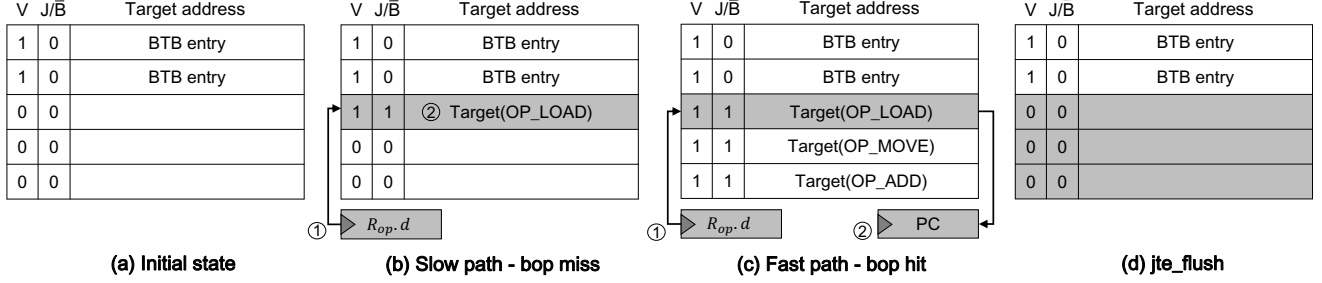 V J/B̅ Target address
1 0 BTB entry
1 0 BTB entry
0 0
0 0
0 0
(a) Initial state
V J/B̅ Target address
1 0 BTB entry
1 0 BTB entry
1 1 ② Target(OP_LOAD)
0 0
0 0
① R_op.d
(b) Slow path - bop miss
V J/B̅ Target address
1 0 BTB entry
1 0 BTB entry
1 1 Target(OP_LOAD)
1 1 Target(OP_MOVE)
1 1 Target(OP_ADD)
① R_op.d ② PC
(c) Fast path - bop hit
V J/B Target address
1 0 BTB entry
1 0 BTB entry
0 0
0 0
0 0
(d) jte_flush